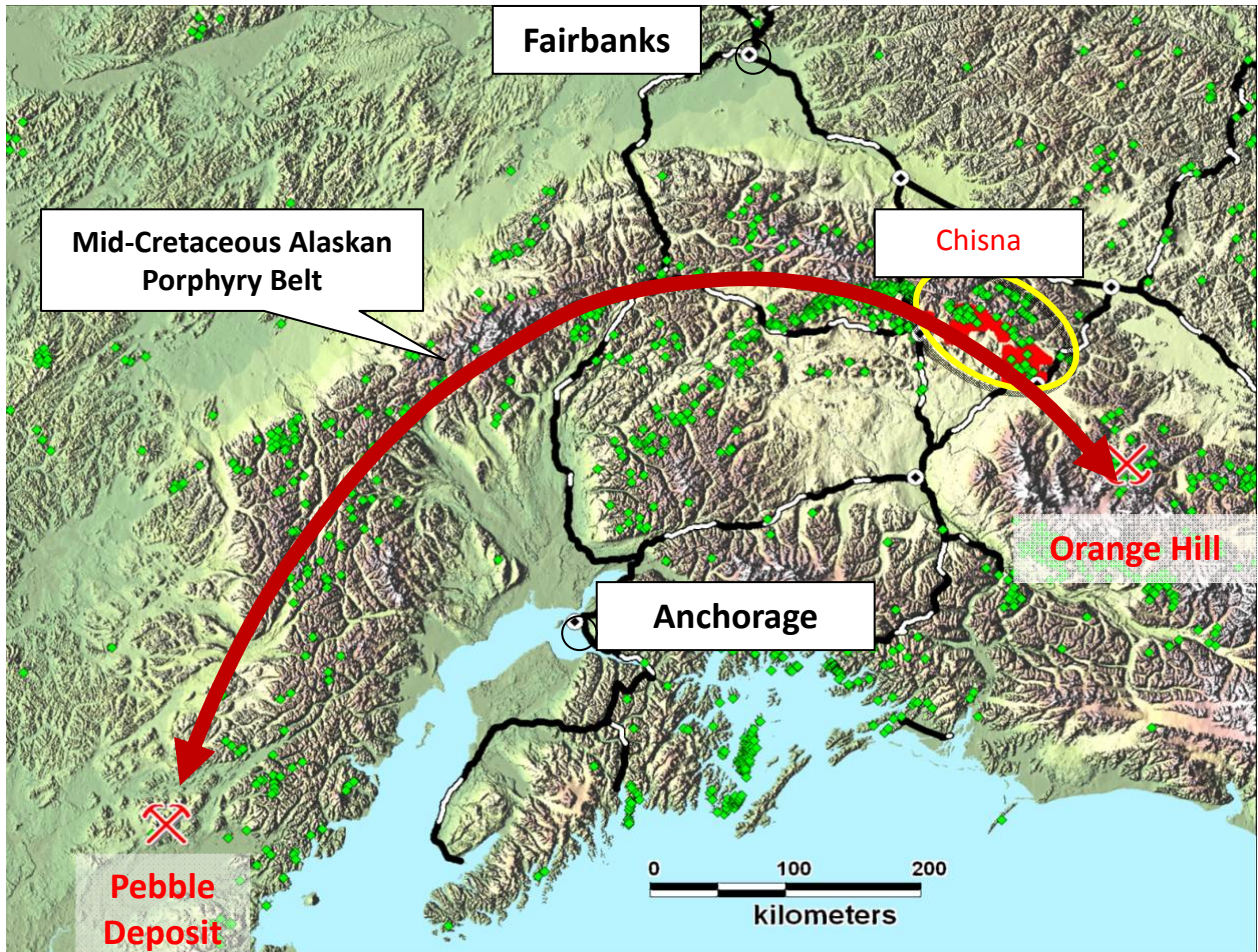 Fairbanks
Mid-Cretaceous Alaskan
Porphyry Belt
Chisna
Orange Hill
Anchorage
Pebble
Deposit
0 100 200
kilometers